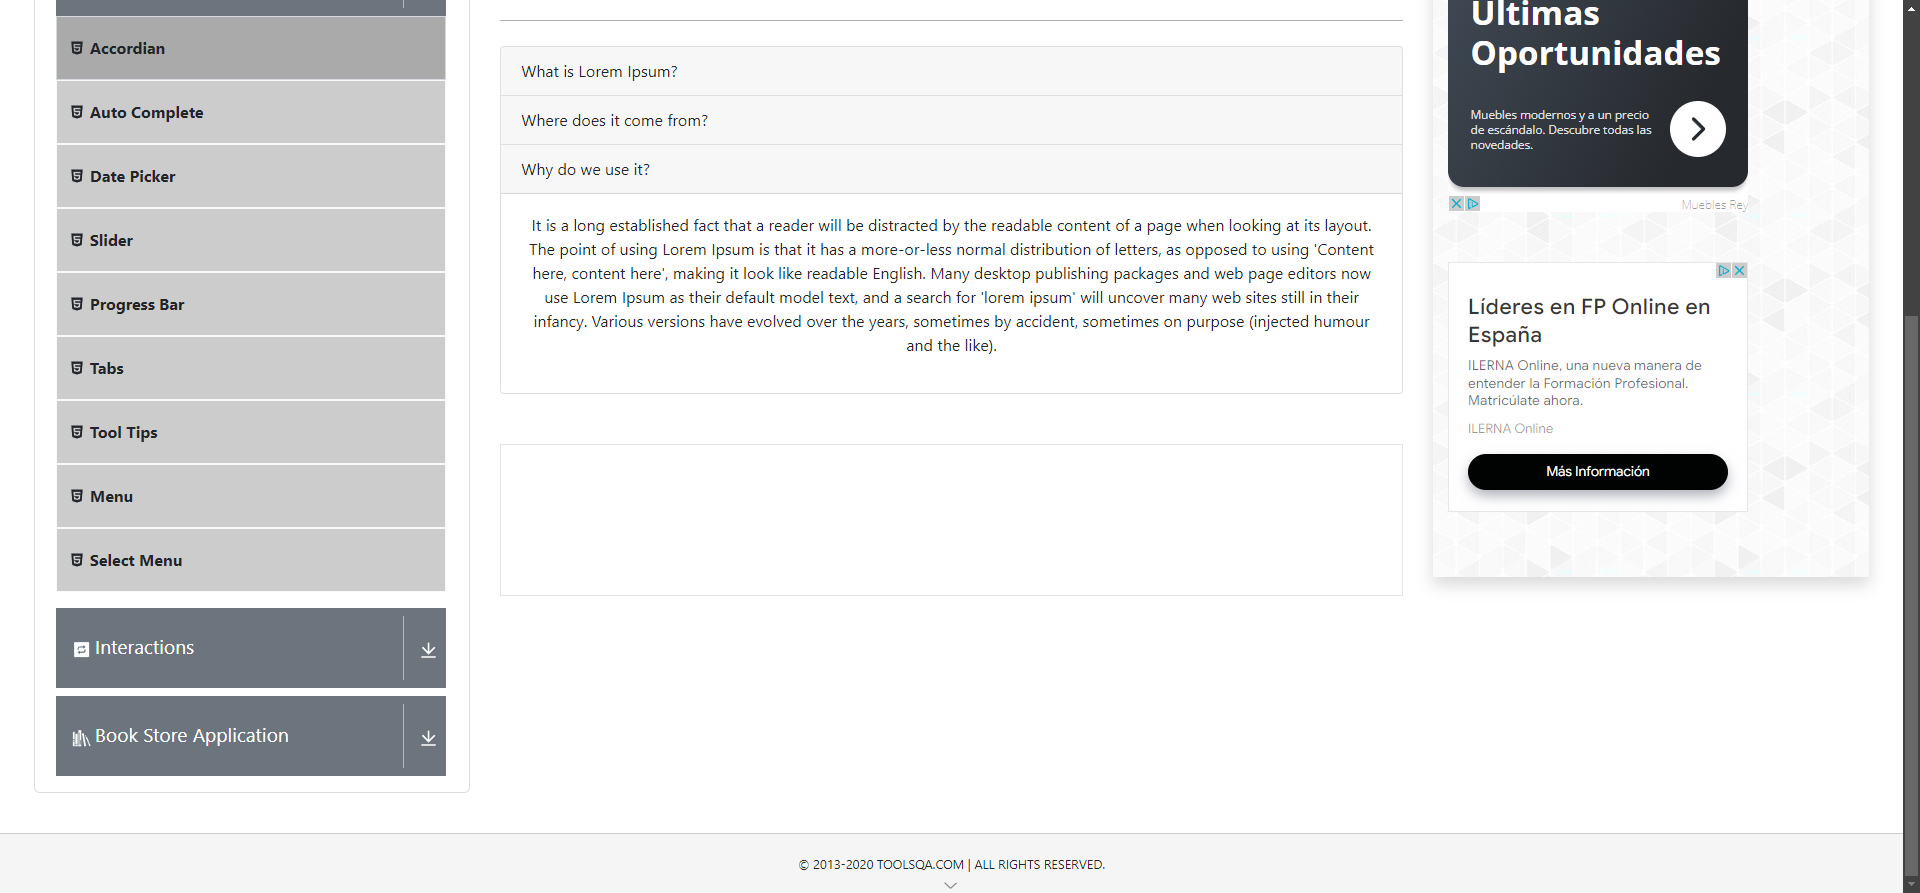 Accordian
Auto Complete
Date Picker
Slider
Progress Bar
Tabs
Tool Tips
Menu
Select Menu
Interactions
Book Store Application
What is Lorem Ipsum?
Where does it come from?
Why do we use it?
It is a long established fact that a reader will be distracted by the readable content of a page when looking at its layout.
The point of using Lorem Ipsum is that it has a more-or-less normal distribution of letters, as opposed to using 'Content
here, content here', making it look like readable English. Many desktop publishing packages and web page editors now
use Lorem Ipsum as their default model text, and a search for 'lorem ipsum' will uncover many web sites still in their
infancy. Various versions have evolved over the years, sometimes by accident, sometimes on purpose (injected humour
and the like).
Últimas
Oportunidades
Muebles modernos y a un precio
de escándalo. Descubre todas las
novedades.
Muebles Rey
Líderes en FP Online en
España
ILERNA Online, una nueva manera de
entender la Formación Profesional.
Matricúlate ahora.
ILERNA Online
Más Información
© 2013-2020 TOOLSQA.COM | ALL RIGHTS RESERVED.